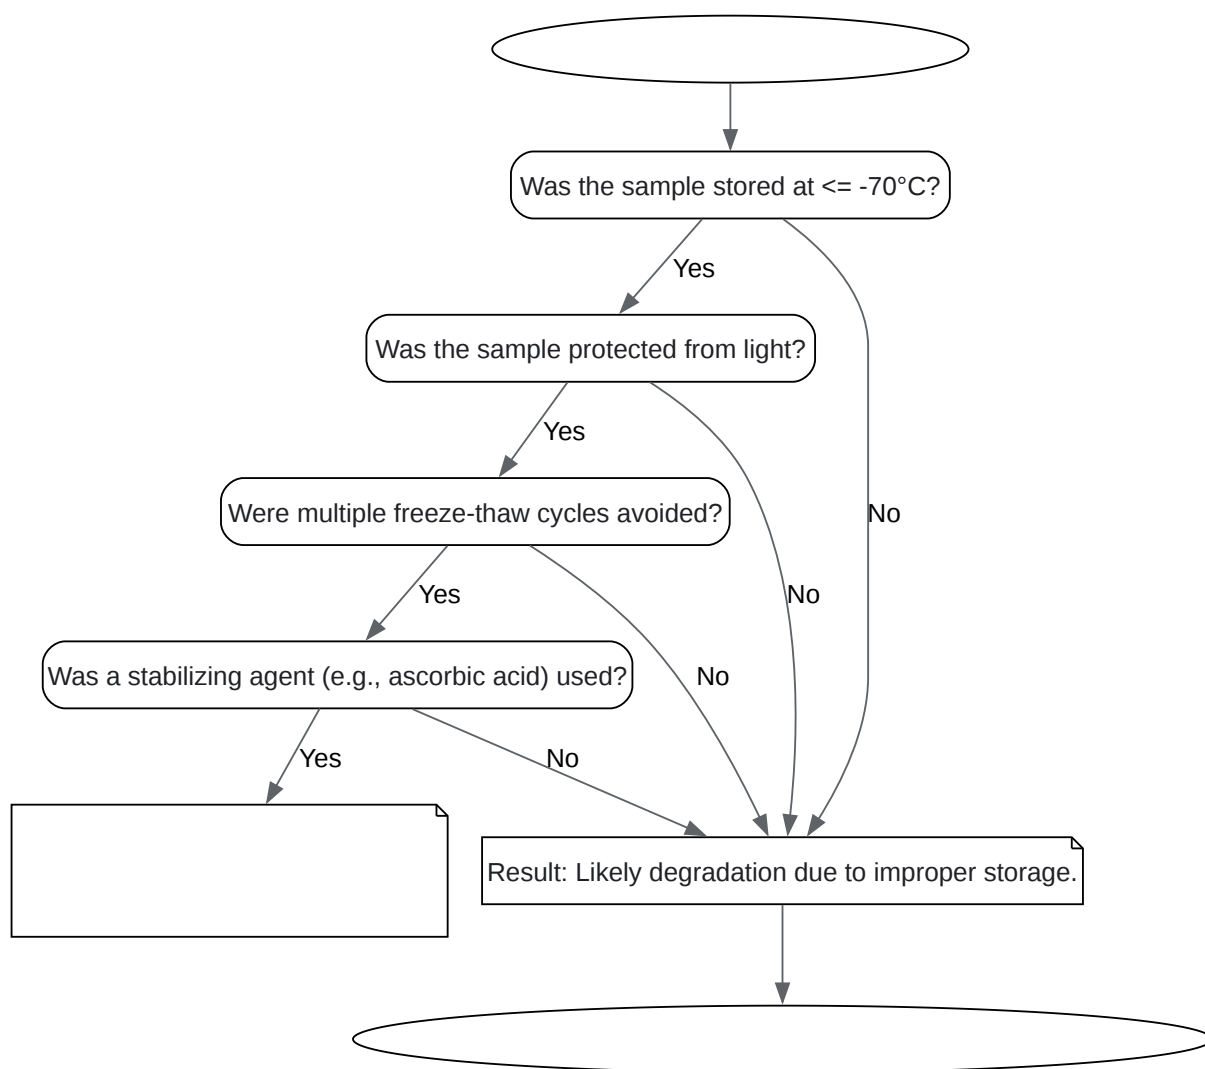 Was the sample stored at <= -70°C?
Yes
Was the sample protected from light?
Yes
Were multiple freeze-thaw cycles avoided?
No
Yes
No
Was a stabilizing agent (e.g., ascorbic acid) used?
No
Yes
No
Result: Likely degradation due to improper storage.